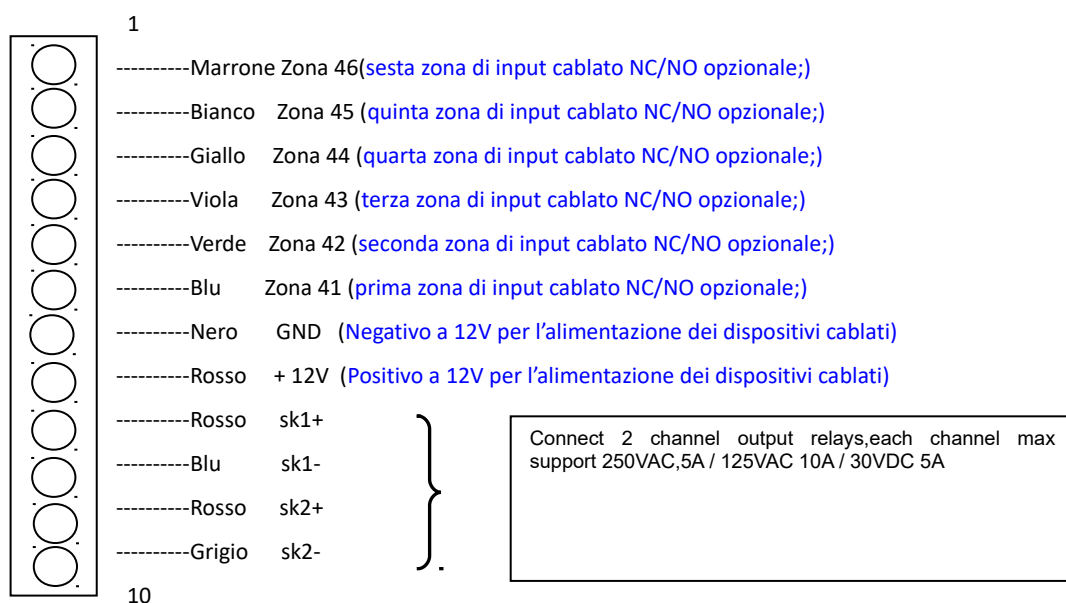 1
----------Marrone Zona 46(sesta zona di input cablato NC/NO opzionale;)
----------Bianco Zona 45 (quinta zona di input cablato NC/NO opzionale;)
----------Giallo Zona 44 (quarta zona di input cablato NC/NO opzionale;)
----------Viola Zona 43 (terza zona di input cablato NC/NO opzionale;)
----------Verde Zona 42 (seconda zona di input cablato NC/NO opzionale;)
----------Blu Zona 41 (prima zona di input cablato NC/NO opzionale;)
----------Nero GND (Negativo a 12V per l’alimentazione dei dispositivi cablati)
----------Rosso + 12V (Positivo a 12V per l’alimentazione dei dispositivi cablati)
----------Rosso sk1+
----------Blu sk1-
----------Rosso sk2+
----------Grigio sk2-
Connect 2 channel output relays,each channel max
support 250VAC,5A / 125VAC 10A / 30VDC 5A
10